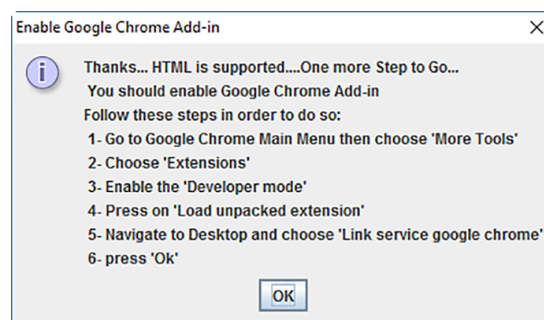 Enable Google Chrome Add-in
Thanks... HTML is supported....One more Step to Go...
You should enable Google Chrome Add-in
Follow these steps in order to do so:
1- Go to Google Chrome Main Menu then choose 'More Tools'
2- Choose 'Extensions'
3- Enable the 'Developer mode'
4- Press on 'Load unpacked extension'
5- Navigate to Desktop and choose 'Link service google chrome'
6- press 'Ok'
OK